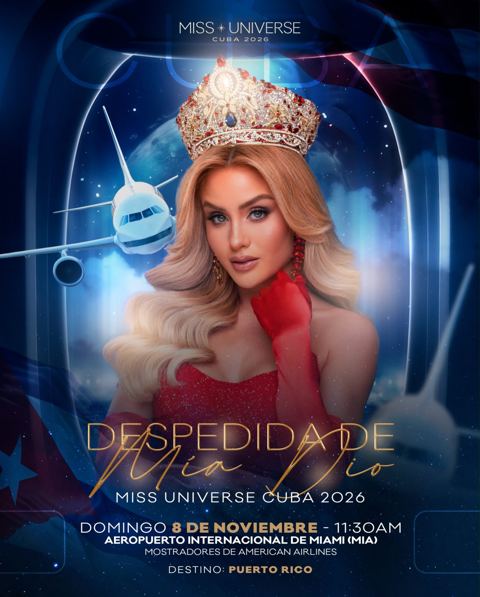 MISS UNIVERSE
CUBA 2026
CUBA
DESPEDIDA DE
Mia Dio
MISS UNIVERSE CUBA 2026
DOMINGO 8 DE NOVIEMBRE - 11:30AM
AEROPUERTO INTERNACIONAL DE MIAMI (MIA)
MOSTRADORES DE AMERICAN AIRLINES
DESTINO: PUERTO RICO